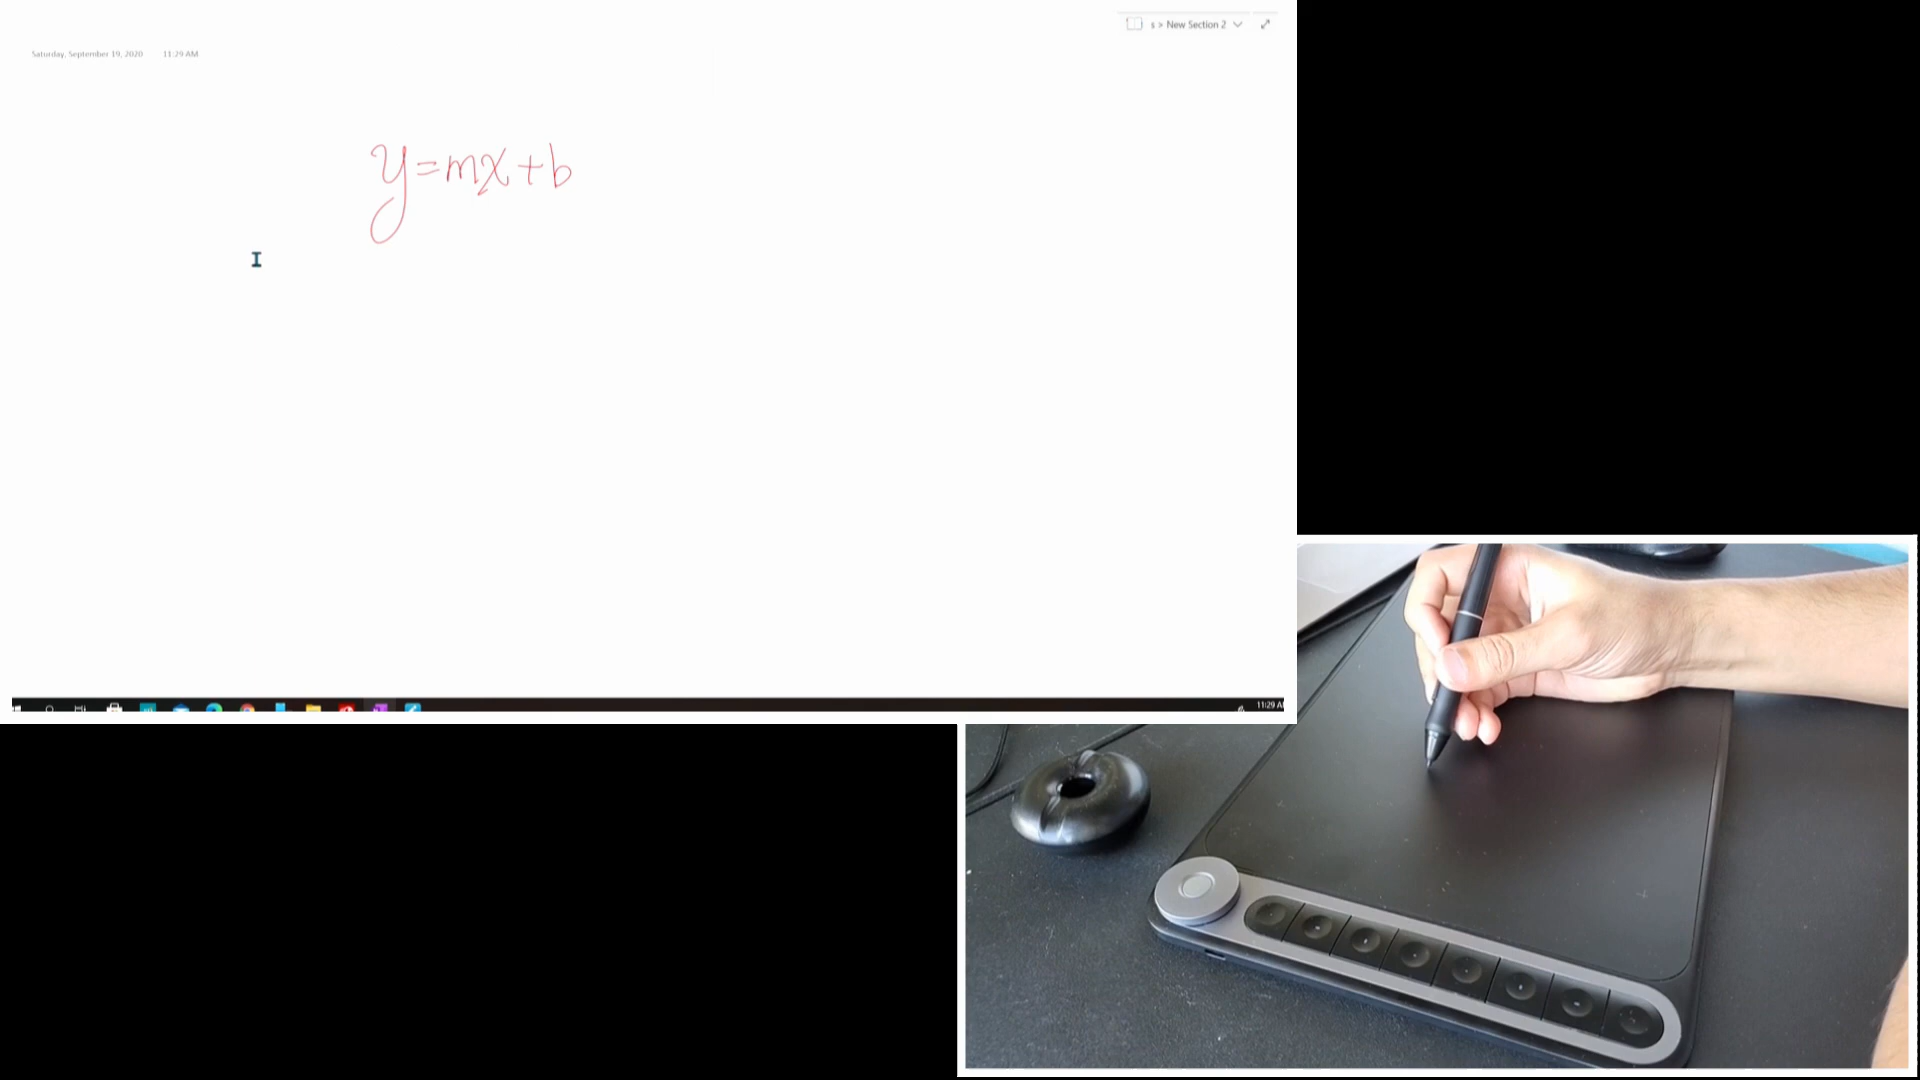 s > New Section 2
Saturday, September 19, 2020 11:29 AM
y=mx+b
11:29 A